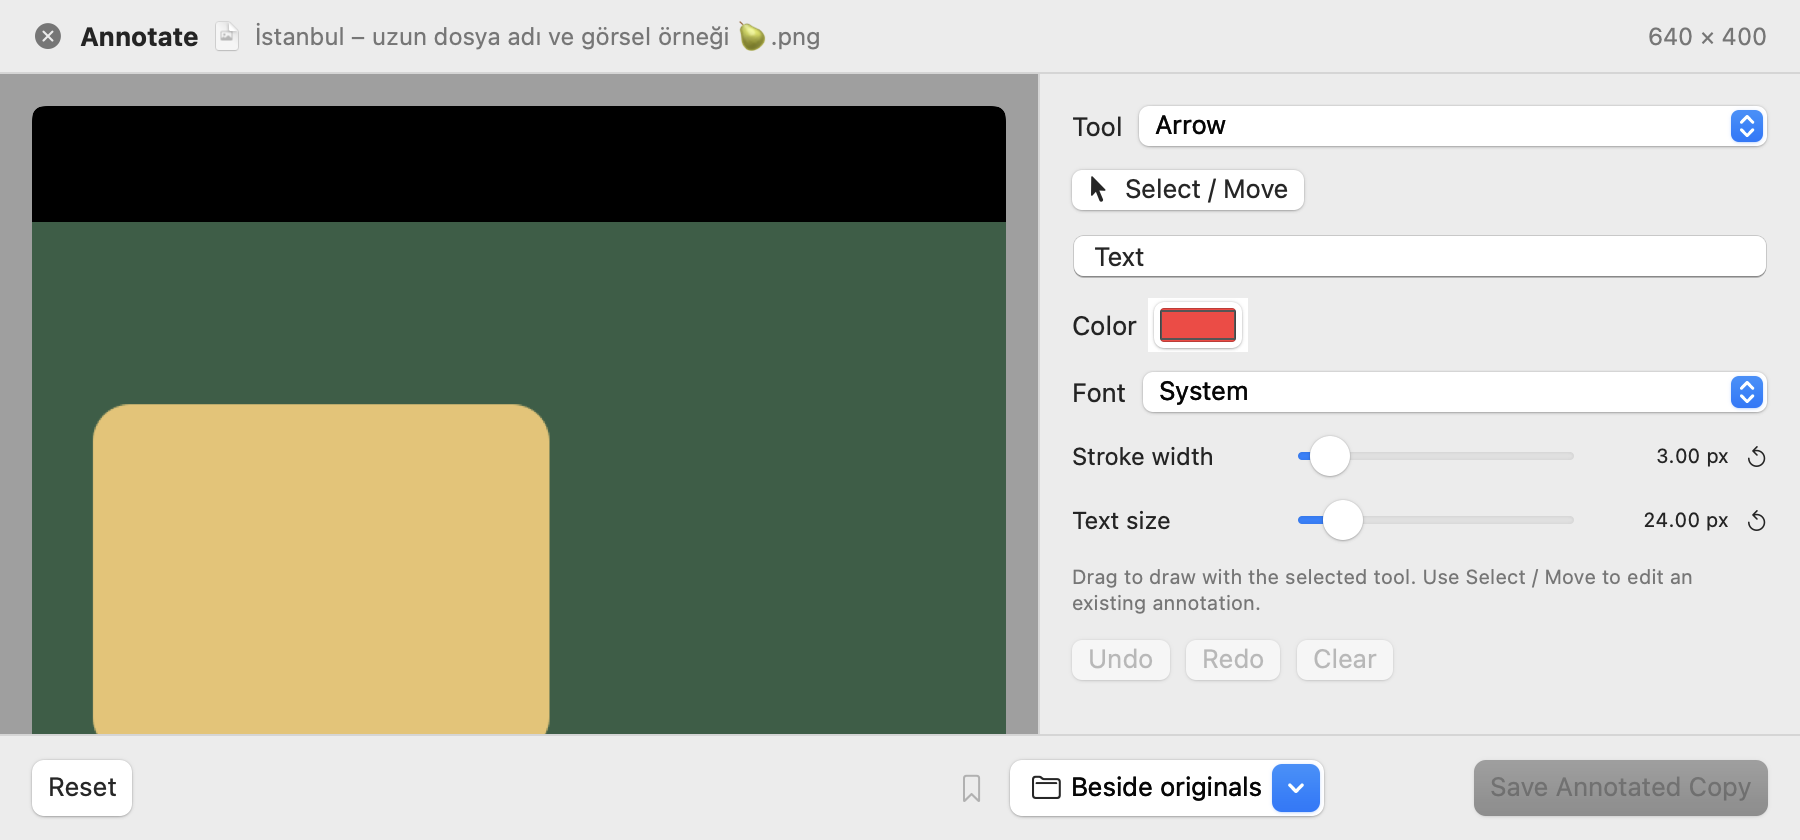 Annotate İstanbul – uzun dosya adı ve görsel örneği 🍐.png 640 × 400
Tool Arrow
Select / Move
Text
Color
Font System
Stroke width 3.00 px
Text size 24.00 px
Drag to draw with the selected tool. Use Select / Move to edit an
existing annotation.
Undo Redo Clear
Reset Beside originals Save Annotated Copy